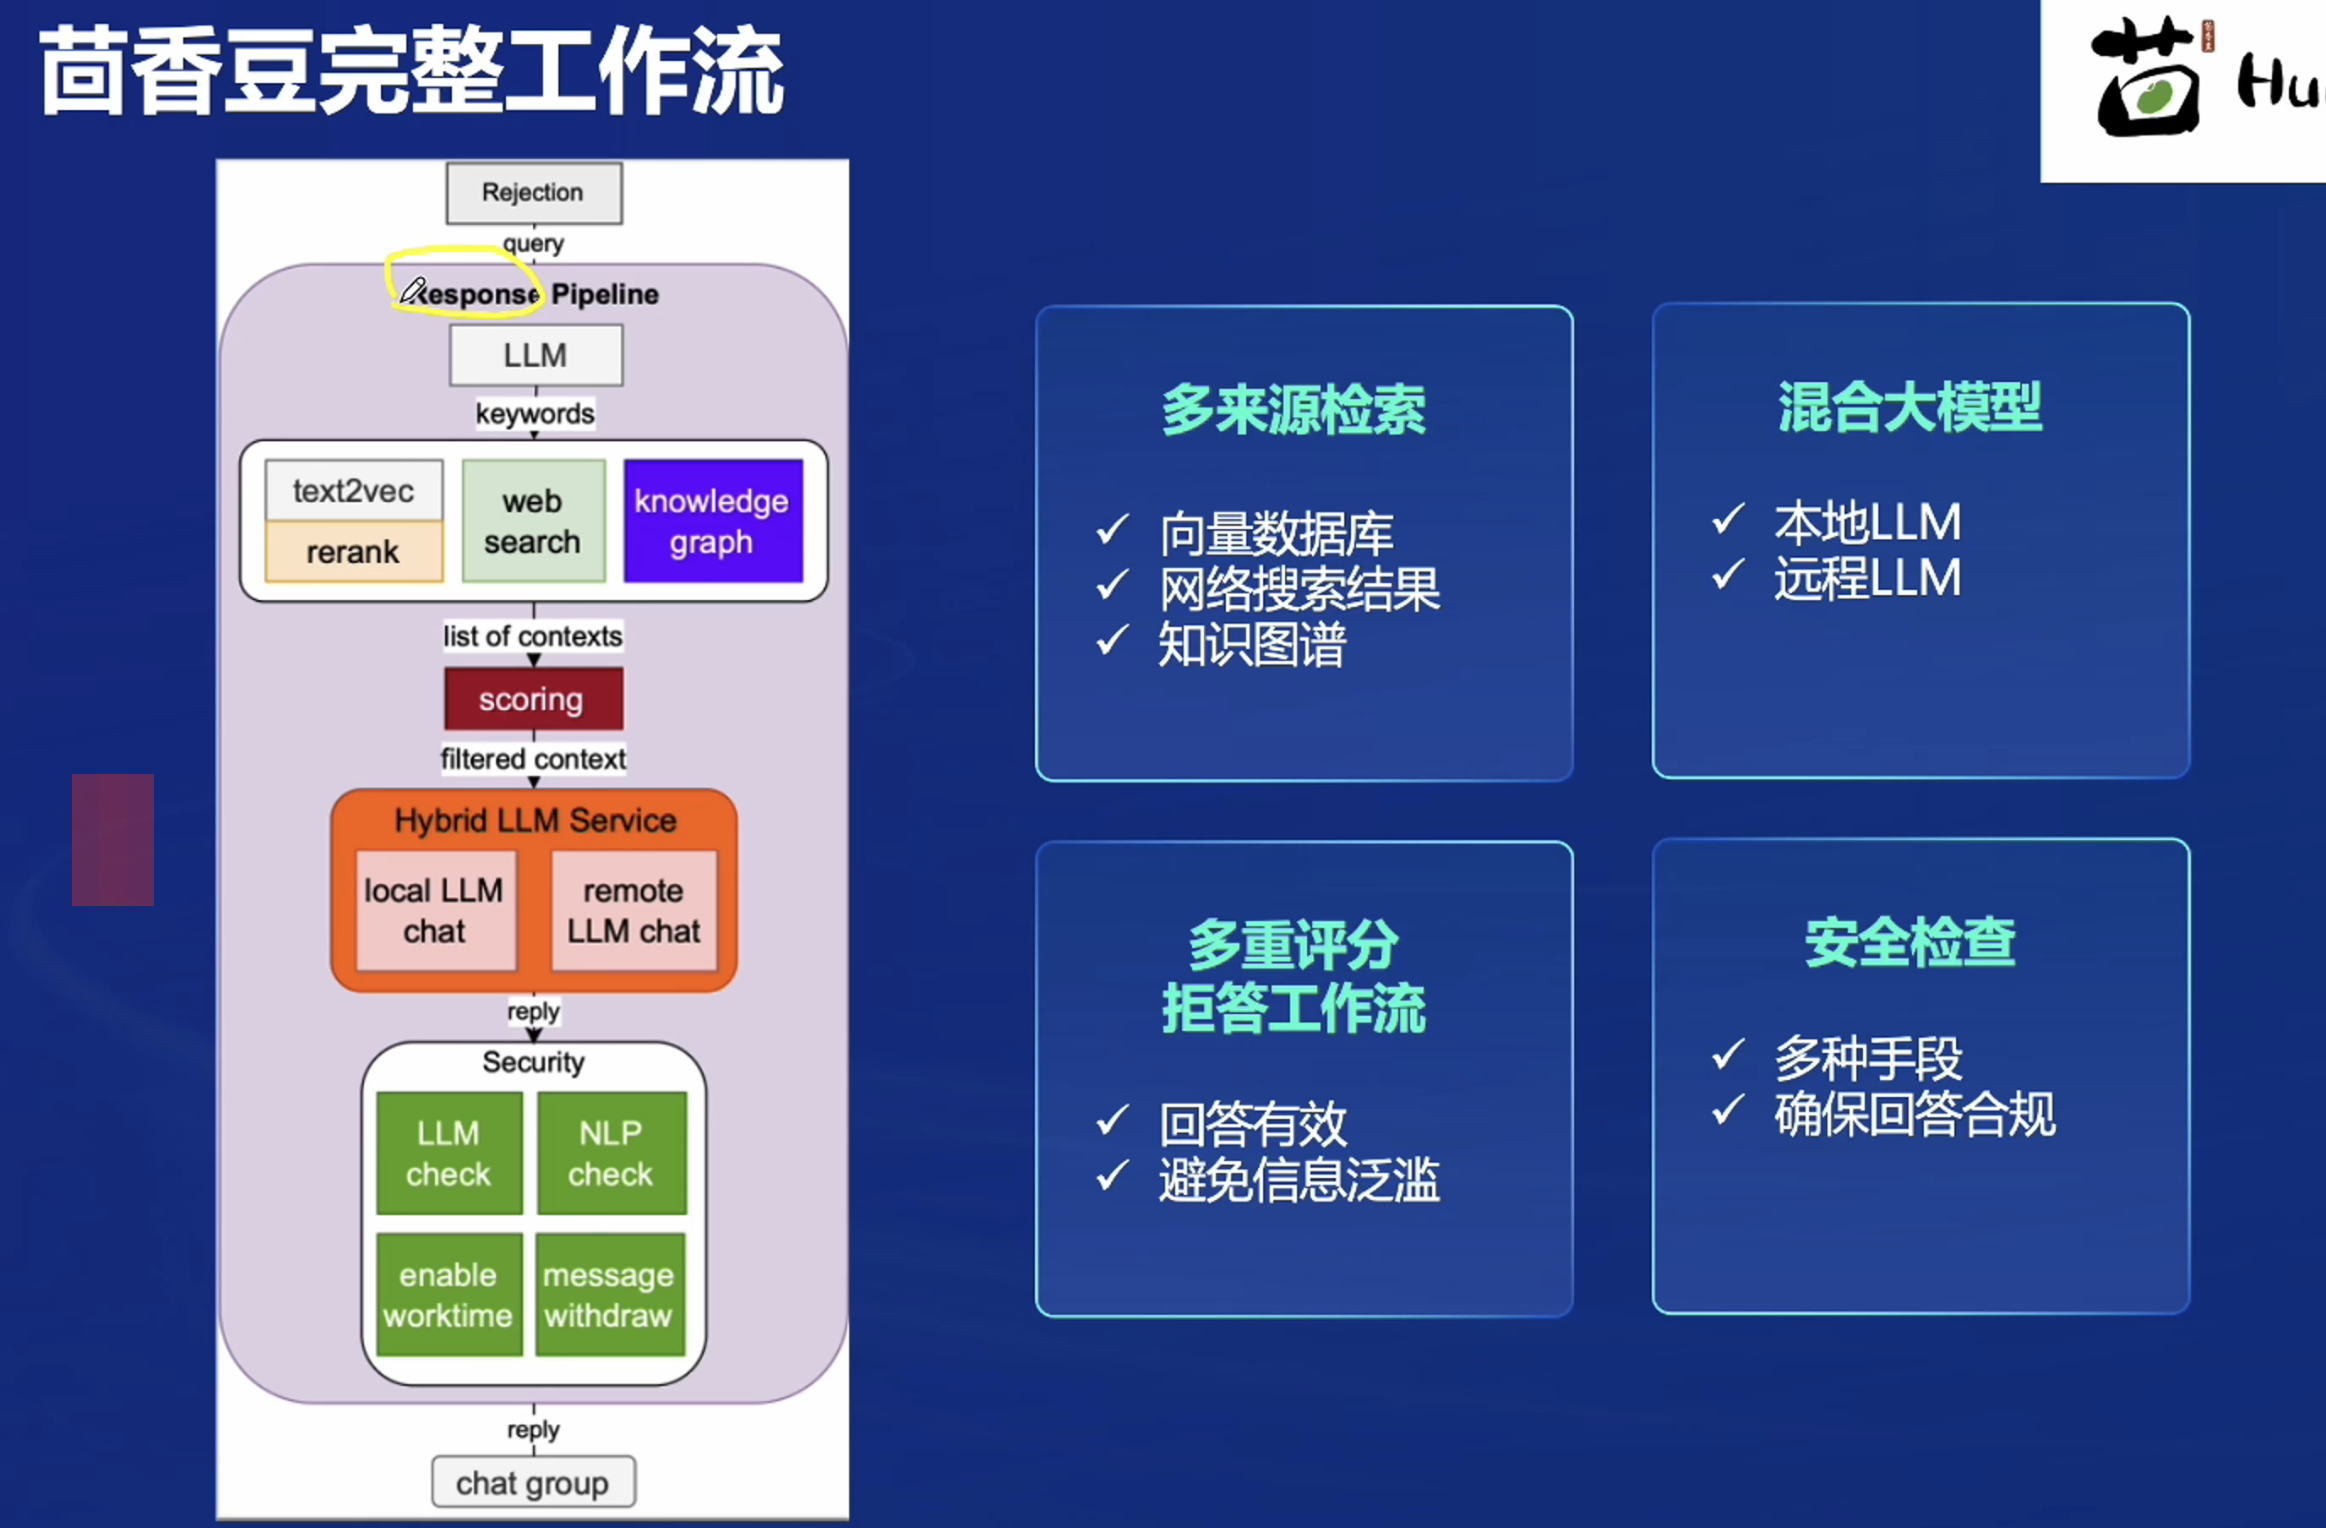 茴香豆完整工作流
茴
Rejection
query
Response Pipeline
LLM
keywords
text2vec
rerank
web
search
knowledge
graph
list of contexts
scoring
filtered context
Hybrid LLM Service
local LLM
chat
remote
LLM chat
reply
Security
LLM
check
NLP
check
enable
worktime
message
withdraw
reply
chat group
多来源检索
✓ 向量数据库
✓ 网络搜索结果
✓ 知识图谱
混合大模型
✓ 本地LLM
✓ 远程LLM
多重评分
拒答工作流
✓ 回答有效
✓ 避免信息泛滥
安全检查
✓ 多种手段
✓ 确保回答合规